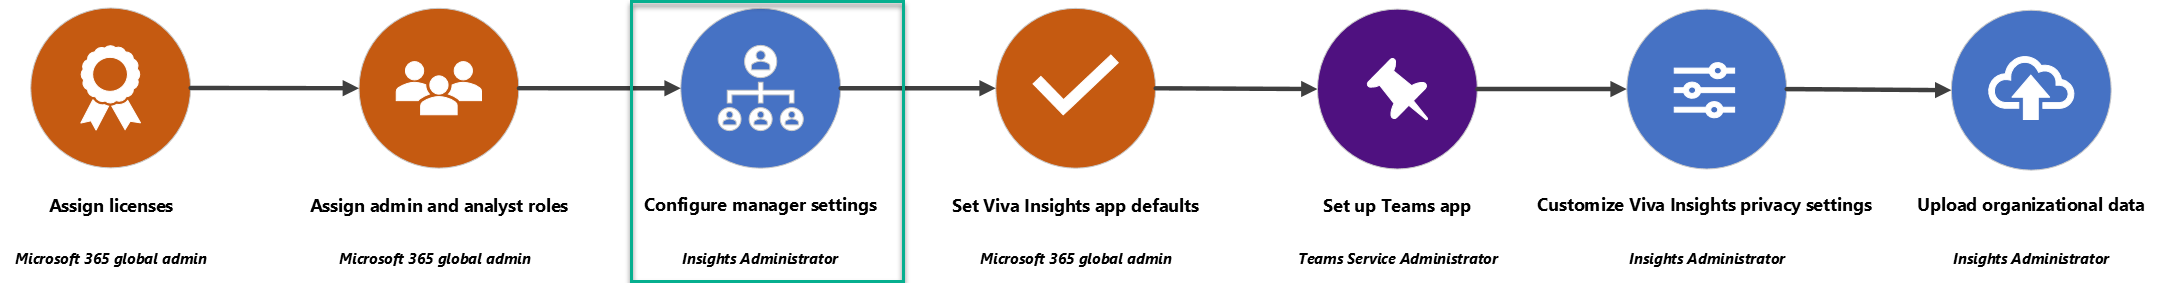 Assign licenses
Assign admin and analyst roles
Configure manager settings
Set Viva Insights app defaults
Set up Teams app
Customize Viva Insights privacy settings
Upload organizational data
Microsoft 365 global admin
Microsoft 365 global admin
Insights Administrator
Microsoft 365 global admin
Teams Service Administrator
Insights Administrator
Insights Administrator